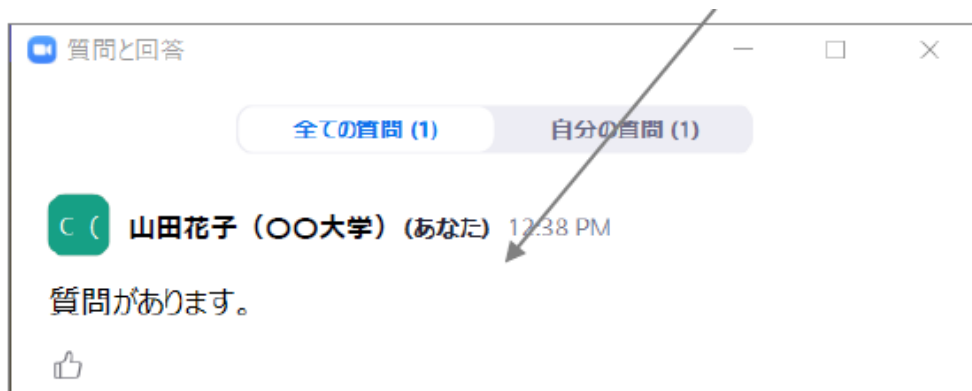 質問と回答
全ての質問 (1) 自分の質問 (1)
C ( 山田花子（〇〇大学）(あなた) 12:38 PM
質問があります。